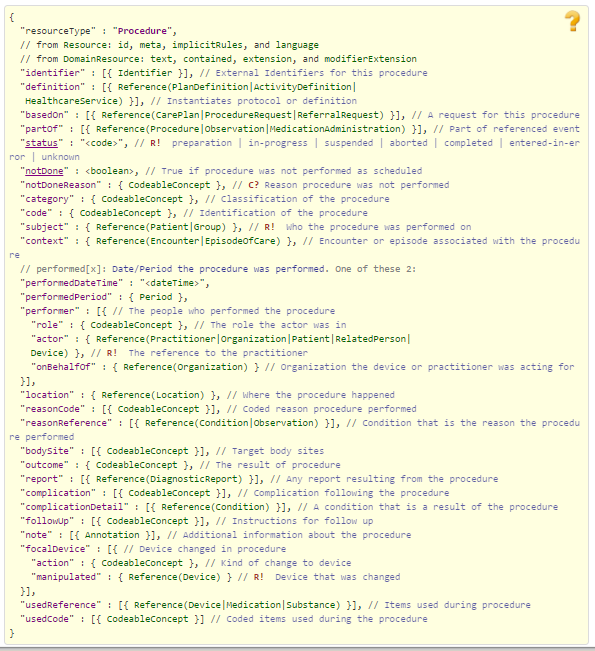 {
"resourceType" : "Procedure",
// from Resource: id, meta, implicitRules, and language
// from DomainResource: text, contained, extension, and modifierExtension
"identifier" : [{ Identifier }], // External Identifiers for this procedure
"definition" : [{ Reference(PlanDefinition|ActivityDefinition|
HealthcareService) }], // Instantiates protocol or definition
"basedOn" : [{ Reference(CarePlan|ProcedureRequest|ReferralRequest) }], // A request for this procedure
"partOf" : [{ Reference(Procedure|Observation|MedicationAdministration) }], // Part of referenced event
"status" : "<code>", // R!  preparation | in-progress | suspended | aborted | completed | entered-in-er
ror | unknown
"notDone" : <boolean>, // True if procedure was not performed as scheduled
"notDoneReason" : { CodeableConcept }, // C? Reason procedure was not performed
"category" : { CodeableConcept }, // Classification of the procedure
"code" : { CodeableConcept }, // Identification of the procedure
"subject" : { Reference(Patient|Group) }, // R!  Who the procedure was performed on
"context" : { Reference(Encounter|EpisodeOfCare) }, // Encounter or episode associated with the procedu
re
// performed[x]: Date/Period the procedure was performed. One of these 2:
"performedDateTime" : "<dateTime>",
"performedPeriod" : { Period },
"performer" : [{ // The people who performed the procedure
"role" : { CodeableConcept }, // The role the actor was in
"actor" : { Reference(Practitioner|Organization|Patient|RelatedPerson|
Device) }, // R!  The reference to the practitioner
"onBehalfOf" : { Reference(Organization) } // Organization the device or practitioner was acting for
}],
"location" : { Reference(Location) }, // Where the procedure happened
"reasonCode" : [{ CodeableConcept }], // Coded reason procedure performed
"reasonReference" : [{ Reference(Condition|Observation) }], // Condition that is the reason the procedu
re performed
"bodySite" : [{ CodeableConcept }], // Target body sites
"outcome" : { CodeableConcept }, // The result of procedure
"report" : [{ Reference(DiagnosticReport) }], // Any report resulting from the procedure
"complication" : [{ CodeableConcept }], // Complication following the procedure
"complicationDetail" : [{ Reference(Condition) }], // A condition that is a result of the procedure
"followUp" : [{ CodeableConcept }], // Instructions for follow up
"note" : [{ Annotation }], // Additional information about the procedure
"focalDevice" : [{ // Device changed in procedure
"action" : { CodeableConcept }, // Kind of change to device
"manipulated" : { Reference(Device) } // R!  Device that was changed
}],
"usedReference" : [{ Reference(Device|Medication|Substance) }], // Items used during procedure
"usedCode" : [{ CodeableConcept }] // Coded items used during the procedure
}